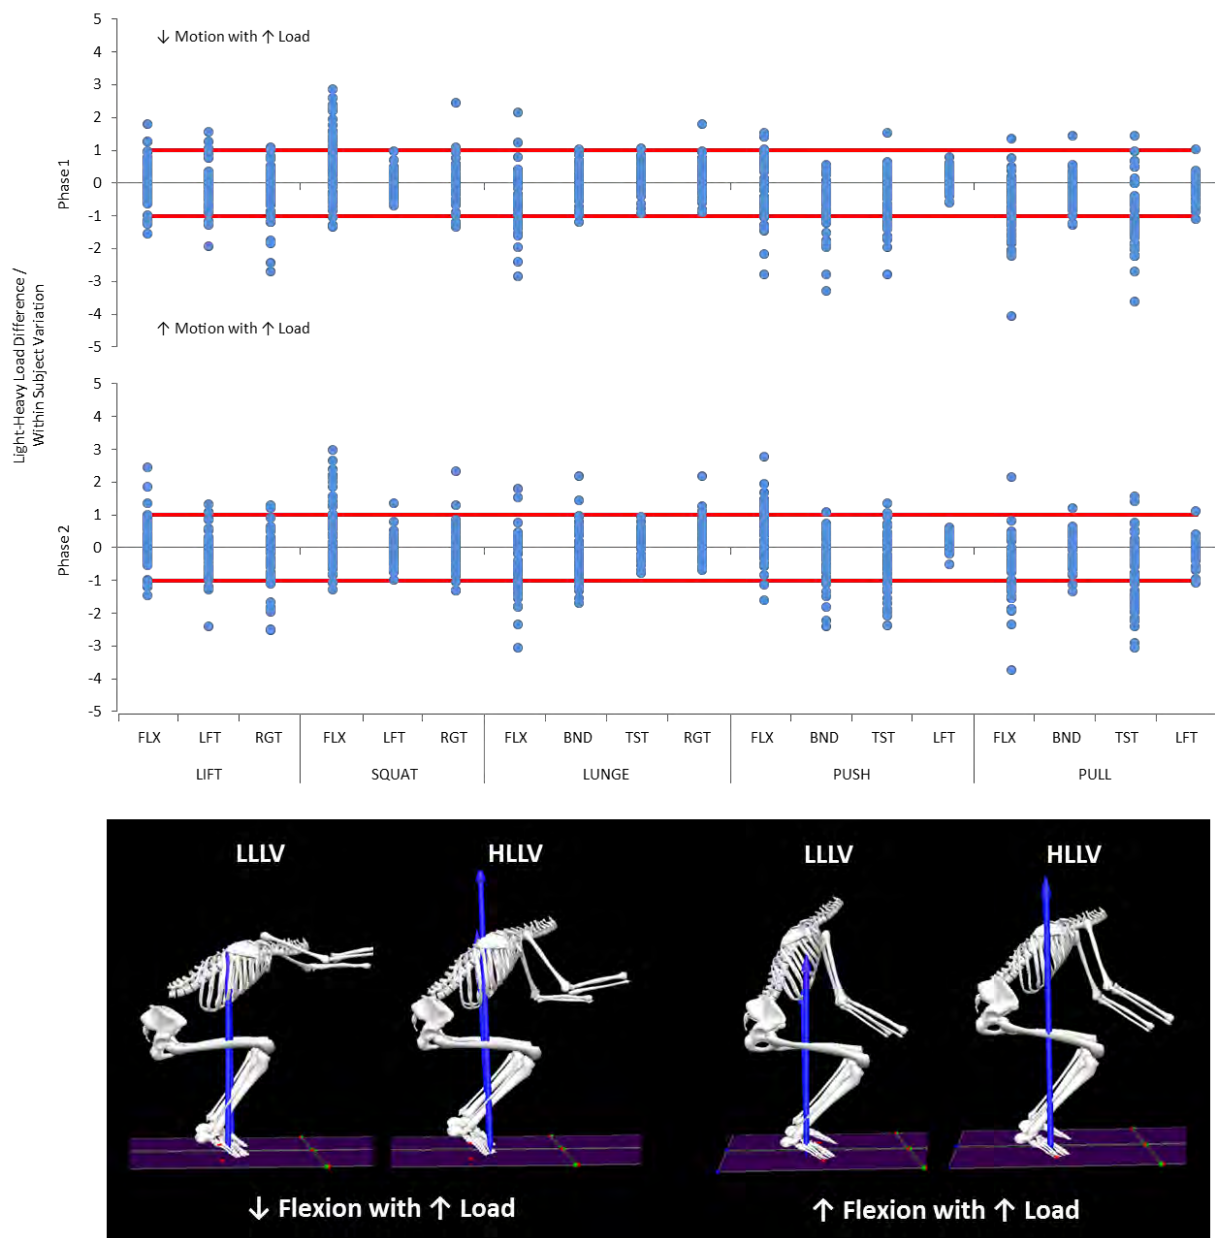 5
↓ Motion with ↑ Load
4
3
2
1
0
-1
-2
-3
-4
↑ Motion with ↑ Load
-5
Phase 1
Light-Heavy Load Difference /
Within Subject Variation
5
4
3
2
1
0
-1
-2
-3
-4
-5
Phase 2
FLX LFT RGT FLX LFT RGT FLX BND TST RGT FLX BND TST LFT FLX BND TST LFT
LIFT SQUAT LUNGE PUSH PULL
LLLV HLLV LLLV HLLV
↓ Flexion with ↑ Load ↑ Flexion with ↑ Load